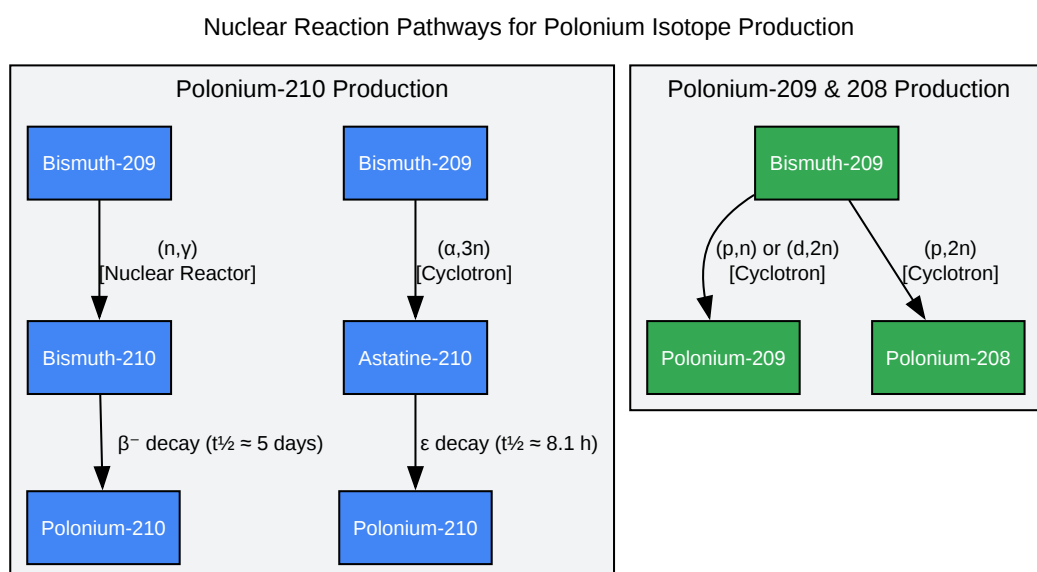 Nuclear Reaction Pathways for Polonium Isotope Production
Polonium-210 Production
Bismuth-209
(n,γ)
[Nuclear Reactor]
Bismuth-210
β⁻ decay (t½ ≈ 5 days)
Polonium-210
Bismuth-209
(α,3n)
[Cyclotron]
Astatine-210
ε decay (t½ ≈ 8.1 h)
Polonium-210
Polonium-209 & 208 Production
Bismuth-209
(p,n) or (d,2n)
[Cyclotron]
(p,2n)
[Cyclotron]
Polonium-209
Polonium-208